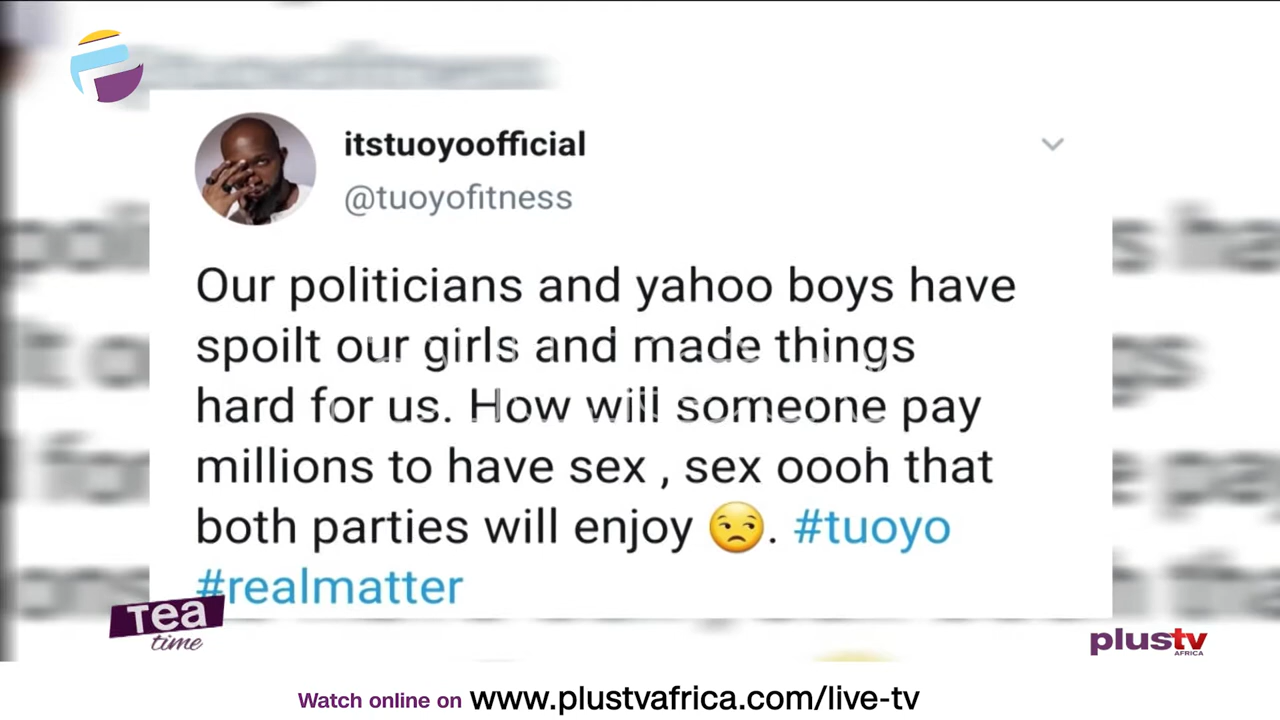 itstuoyoofficial
@tuoyofitness
Our politicians and yahoo boys have
spoilt our girls and made things
hard for us. How will someone pay
millions to have sex , sex oooh that
both parties will enjoy 😒. #tuoyo
#realmatter
Tea
time
plustv
AFRICA
Watch online on www.plustvafrica.com/live-tv